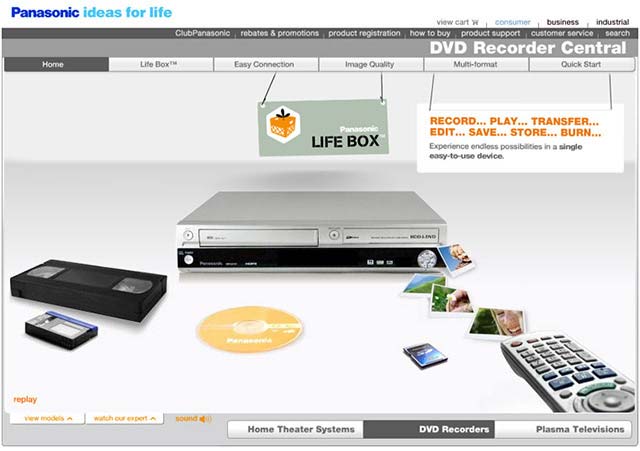 Panasonic ideas for life
view cart consumer business industrial
ClubPanasonic rebates & promotions product registration how to buy product support customer service search
DVD Recorder Central
Home Life Box™ Easy Connection Image Quality Multi-format Quick Start
Panasonic
LIFE BOX™
RECORD... PLAY... TRANSFER...
EDIT... SAVE... STORE... BURN...
Experience endless possibilities in a single
easy-to-use device.
Panasonic
Panasonic
replay
view models watch our expert sound
Home Theater Systems DVD Recorders Plasma Televisions